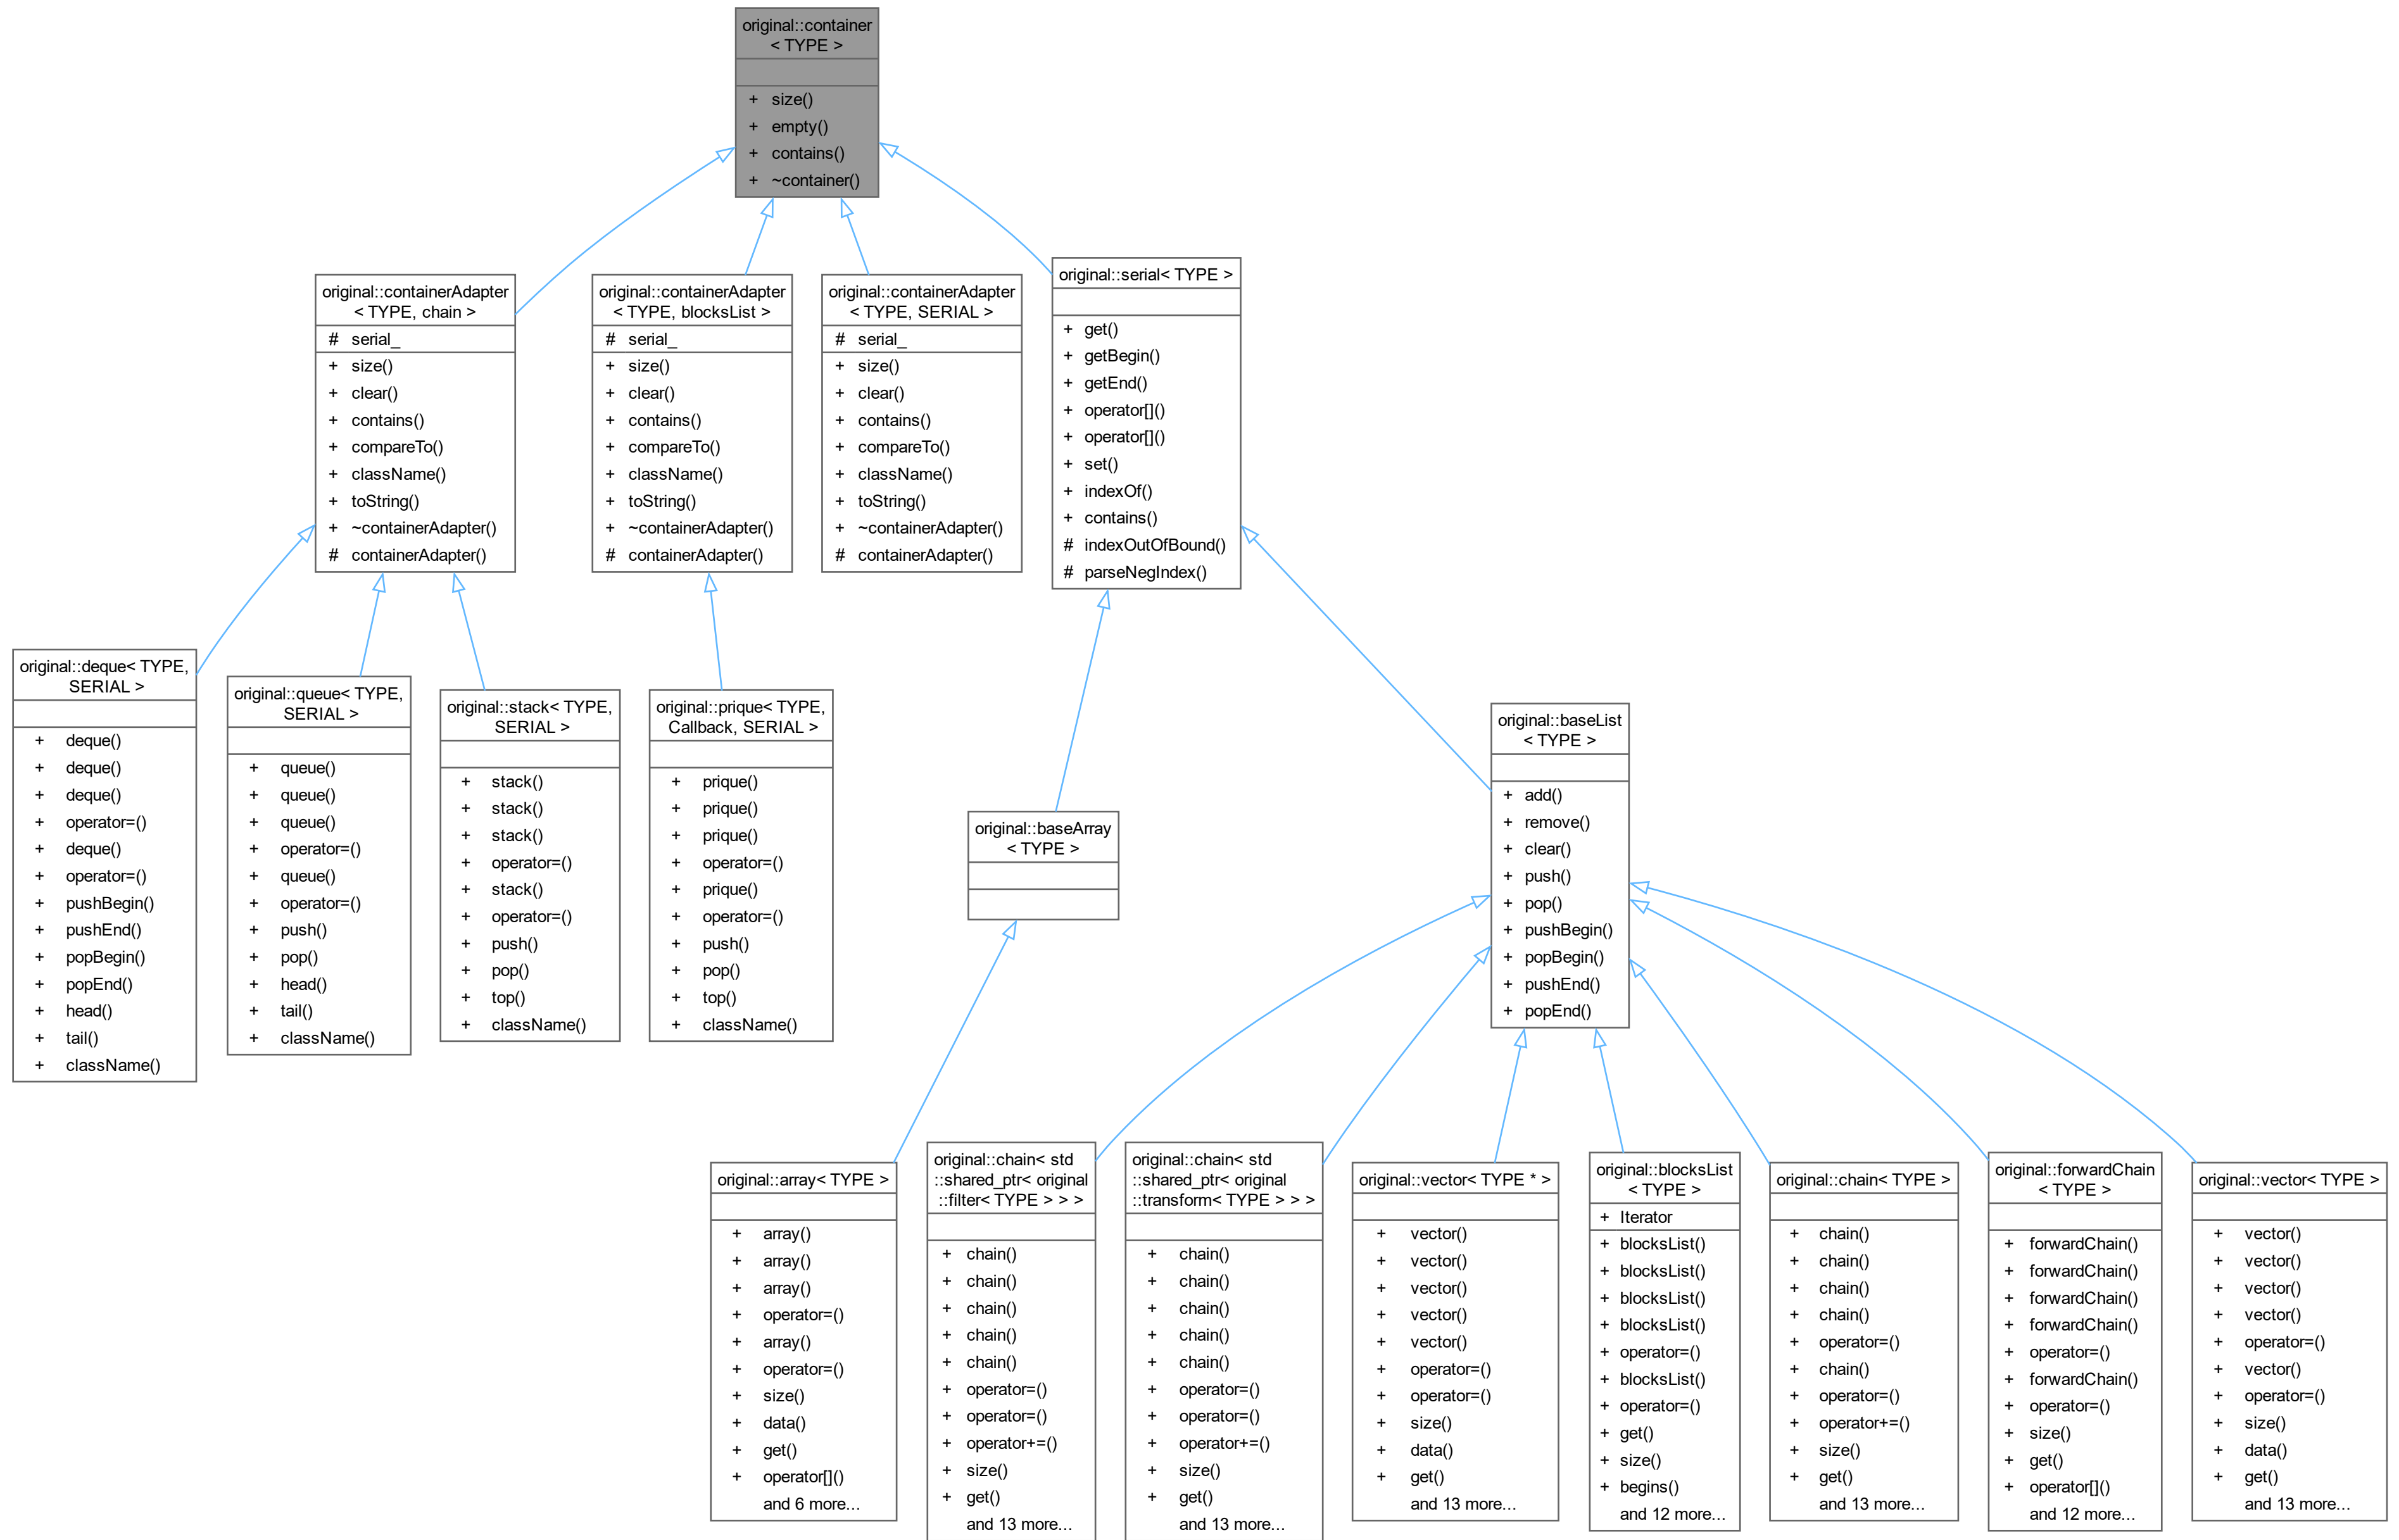 original::container
< TYPE >
+ size()
+ empty()
+ contains()
+ ~container()
original::containerAdapter
< TYPE, chain >
# serial_
+ size()
+ clear()
+ contains()
+ compareTo()
+ className()
+ toString()
+ ~containerAdapter()
# containerAdapter()
original::containerAdapter
< TYPE, blocksList >
# serial_
+ size()
+ clear()
+ contains()
+ compareTo()
+ className()
+ toString()
+ ~containerAdapter()
# containerAdapter()
original::containerAdapter
< TYPE, SERIAL >
# serial_
+ size()
+ clear()
+ contains()
+ compareTo()
+ className()
+ toString()
+ ~containerAdapter()
# containerAdapter()
original::serial< TYPE >
+ get()
+ getBegin()
+ getEnd()
+ operator[]()
+ operator[]()
+ set()
+ indexOf()
+ contains()
# indexOutOfBound()
# parseNegIndex()
original::deque< TYPE,
SERIAL >
+ deque()
+ deque()
+ deque()
+ operator=()
+ deque()
+ operator=()
+ pushBegin()
+ pushEnd()
+ popBegin()
+ popEnd()
+ head()
+ tail()
+ className()
original::queue< TYPE,
SERIAL >
+ queue()
+ queue()
+ queue()
+ operator=()
+ queue()
+ operator=()
+ push()
+ pop()
+ head()
+ tail()
+ className()
original::stack< TYPE,
SERIAL >
+ stack()
+ stack()
+ stack()
+ operator=()
+ stack()
+ operator=()
+ push()
+ pop()
+ top()
+ className()
original::prique< TYPE,
Callback, SERIAL >
+ prique()
+ prique()
+ prique()
+ operator=()
+ prique()
+ operator=()
+ push()
+ pop()
+ top()
+ className()
original::baseArray
< TYPE >
original::baseList
< TYPE >
+ add()
+ remove()
+ clear()
+ push()
+ pop()
+ pushBegin()
+ popBegin()
+ pushEnd()
+ popEnd()
original::array< TYPE >
+ array()
+ array()
+ array()
+ operator=()
+ array()
+ operator=()
+ size()
+ data()
+ get()
+ operator[]()
and 6 more...
original::chain< std
::shared_ptr< original
::filter< TYPE > > >
+ chain()
+ chain()
+ chain()
+ chain()
+ chain()
+ operator=()
+ operator=()
+ operator+=()
+ size()
+ get()
and 13 more...
original::chain< std
::shared_ptr< original
::transform< TYPE > > >
+ chain()
+ chain()
+ chain()
+ chain()
+ chain()
+ operator=()
+ operator=()
+ operator+=()
+ size()
+ get()
and 13 more...
original::vector< TYPE * >
+ vector()
+ vector()
+ vector()
+ vector()
+ vector()
+ operator=()
+ operator=()
+ size()
+ data()
+ get()
and 13 more...
original::blocksList
< TYPE >
+ Iterator
+ blocksList()
+ blocksList()
+ blocksList()
+ blocksList()
+ operator=()
+ blocksList()
+ operator=()
+ get()
+ size()
+ begins()
and 12 more...
original::chain< TYPE >
+ chain()
+ chain()
+ chain()
+ chain()
+ operator=()
+ chain()
+ operator=()
+ operator+=()
+ size()
+ get()
and 13 more...
original::forwardChain
< TYPE >
+ forwardChain()
+ forwardChain()
+ forwardChain()
+ forwardChain()
+ operator=()
+ forwardChain()
+ operator=()
+ size()
+ get()
+ operator[]()
and 12 more...
original::vector< TYPE >
+ vector()
+ vector()
+ vector()
+ vector()
+ operator=()
+ vector()
+ operator=()
+ size()
+ data()
+ get()
and 13 more...